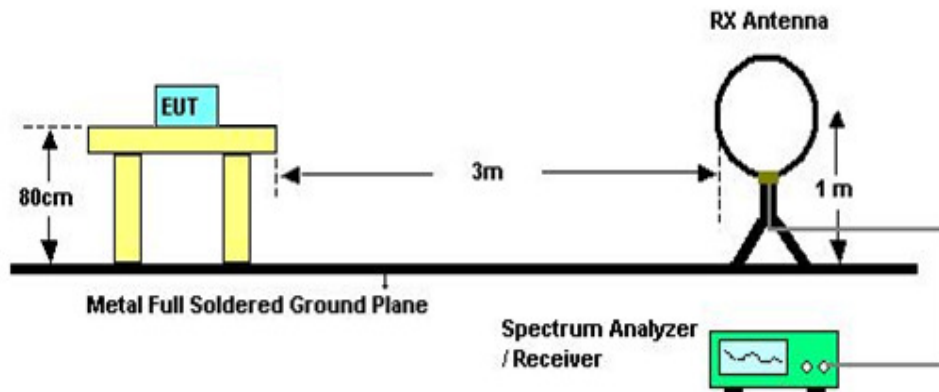 RX Antenna
EUT
80cm
3m
1 m
Metal Full Soldered Ground Plane
Spectrum Analyzer
/ Receiver